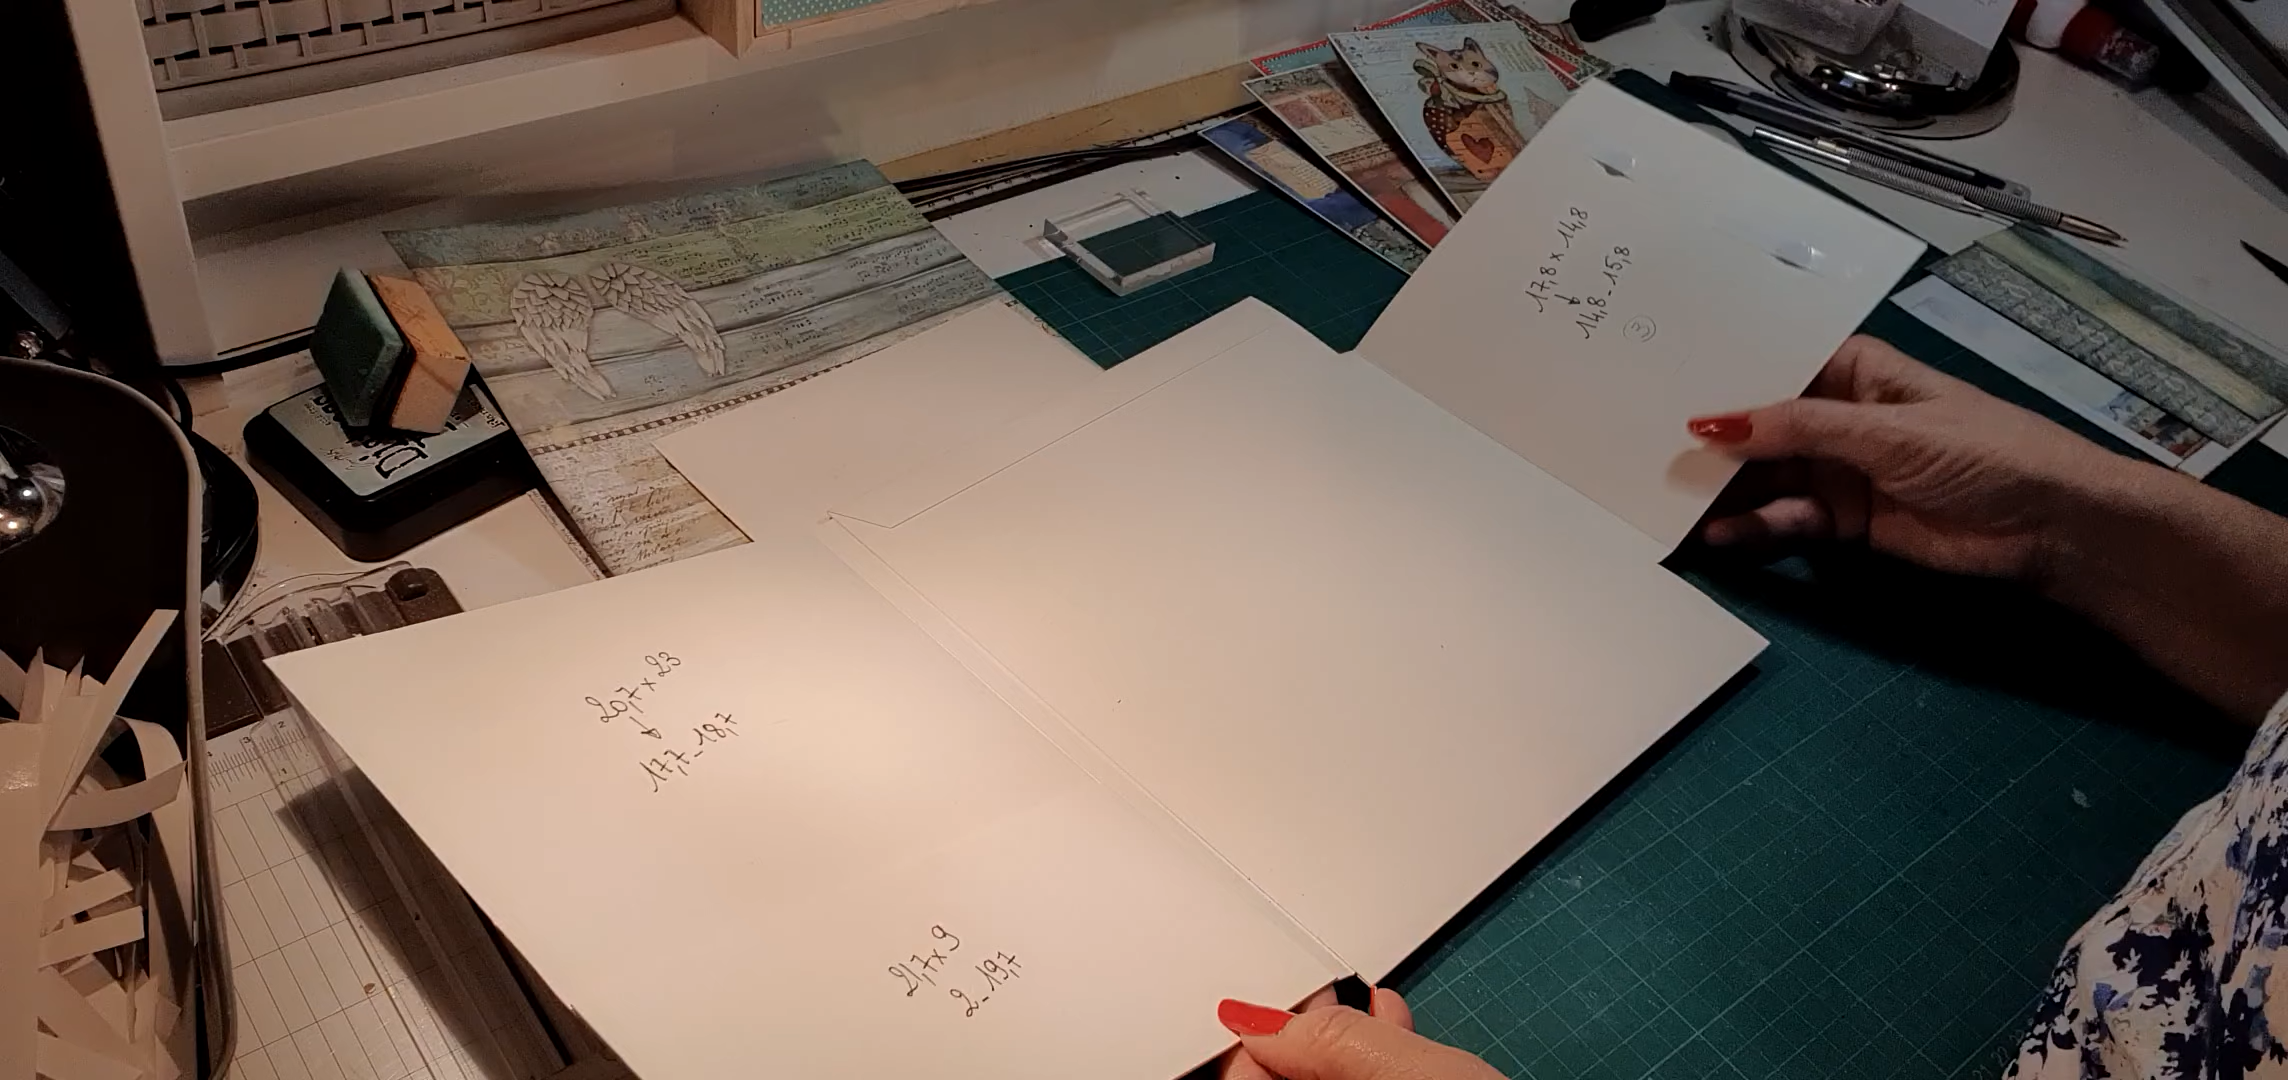 20,7 x 23
↓
17,7 - 18,7
21,7 x 9
2 - 19,7
17,8 x 14,8
↓
14,8 - 15,8
3